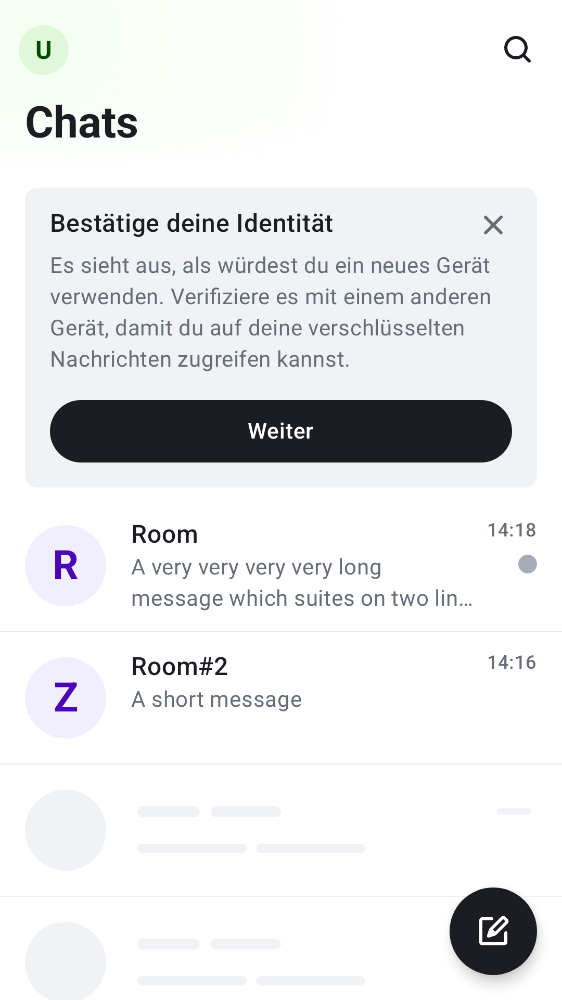 U
Chats
Bestätige deine Identität
Es sieht aus, als würdest du ein neues Gerät
verwenden. Verifiziere es mit einem anderen
Gerät, damit du auf deine verschlüsselten
Nachrichten zugreifen kannst.
Weiter
R
Room
14:18
A very very very very long
message which suites on two lin…
Z
Room#2
14:16
A short message